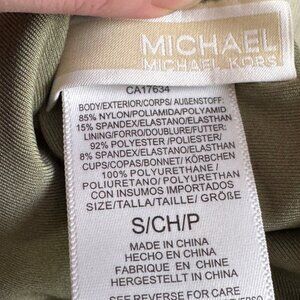 MICHAEL
MICHAEL KORS
CA17634
BODY/EXTERIOR/CORPS/ AUßENSTOFF:
85% NYLON/POLIAMIDA/POLYAMID
15% SPANDEX/ELASTANO/ELASTHAN
LINING/FORRO/DOUBLURE/FUTTER:
92% POLYESTER / POLIESTER/
8% SPANDEX/ELASTANO/ELASTHAN
CUPS/COPAS/BONNET/ KÖRBCHEN
100% POLYURETHANE /
POLIURETANO/ POLYURETHAN
CON INSUMOS IMPORTADOS
SIZE/TALLA/TAILLE/ GRÖßE
S/CH/P
MADE IN CHINA
HECHO EN CHINA
FABRIQUE EN CHINE
HERGESTELLT IN CHINA
SEE REVERSE FOR CARE